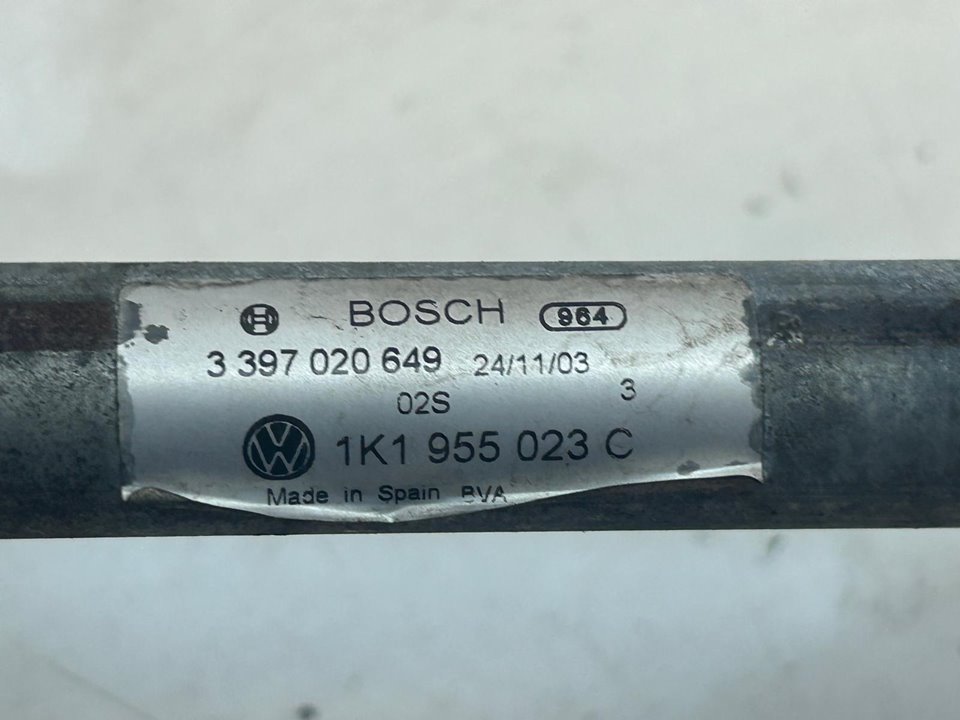 BOSCH 964
3 397 020 649 24/11/03
02S 3
1K1 955 023 C
Made in Spain BVA